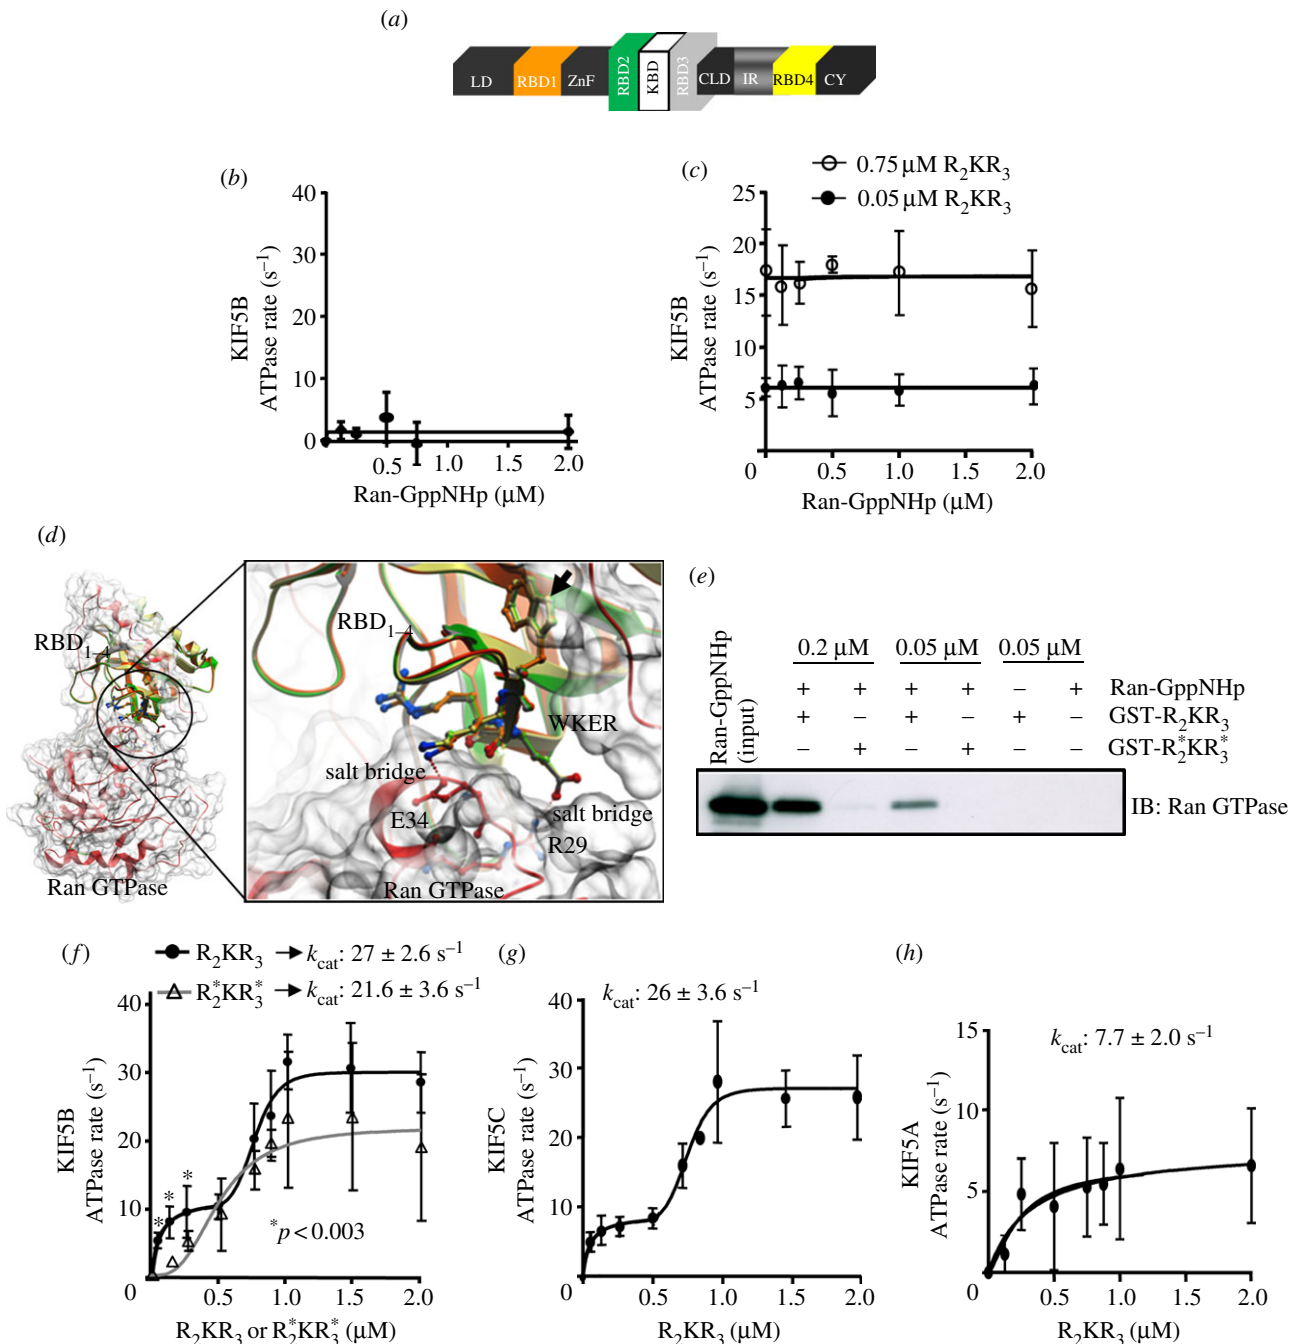 (a)
LD RBD1 ZnF RBD2 KBD RBD3 CLD IR RBD4 CY
(b)
40
30
20
10
0
0.5 1.0 1.5 2.0
KIF5B
ATPase rate (s⁻¹)
Ran-GppNHp (μM)
(c)
0.75 μM R₂KR₃
0.05 μM R₂KR₃
25
20
15
10
5
0 0.5 1.0 1.5 2.0
KIF5B
ATPase rate (s⁻¹)
Ran-GppNHp (μM)
(d)
RBD₁₋₄
Ran GTPase
RBD₁₋₄
WKER
salt bridge
E34
salt bridge
R29
Ran GTPase
(e)
Ran-GppNHp
(input)
0.2 μM 0.05 μM 0.05 μM
+ + + + – + Ran-GppNHp
+ – + – + – GST-R₂KR₃
– + – + – – GST-R₂*KR₃*
IB: Ran GTPase
(f)
R₂KR₃ k_cat: 27 ± 2.6 s⁻¹
R₂*KR₃* k_cat: 21.6 ± 3.6 s⁻¹
40
30
20
10
0
0.5 1.0 1.5 2.0
* * *
*p < 0.003
KIF5B
ATPase rate (s⁻¹)
R₂KR₃ or R₂*KR₃* (μM)
(g)
k_cat: 26 ± 3.6 s⁻¹
40
30
20
10
0
0.5 1.0 1.5 2.0
KIF5C
ATPase rate (s⁻¹)
R₂KR₃ (μM)
(h)
k_cat: 7.7 ± 2.0 s⁻¹
15
10
5
0
0.5 1.0 1.5 2.0
KIF5A
ATPase rate (s⁻¹)
R₂KR₃ (μM)